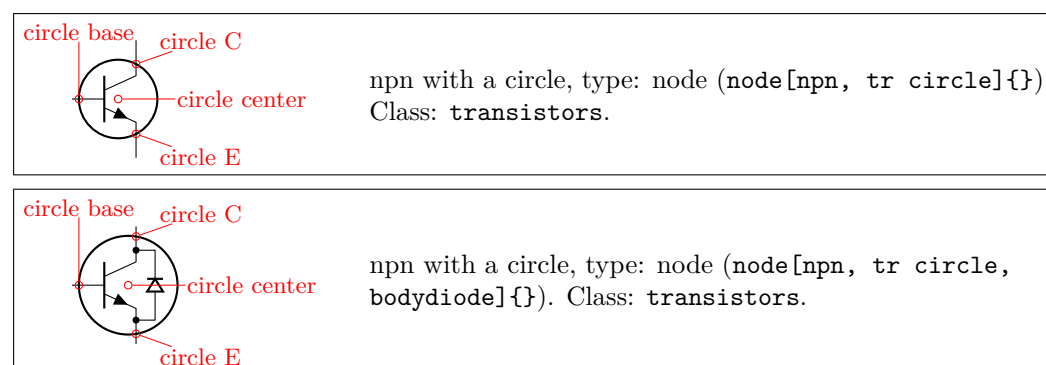 circle base
circle C
circle center
circle E
npn with a circle, type: node (node[npn, tr circle]{})
Class: transistors.
circle base
circle C
circle center
circle E
npn with a circle, type: node (node[npn, tr circle,
bodydiode]{}). Class: transistors.